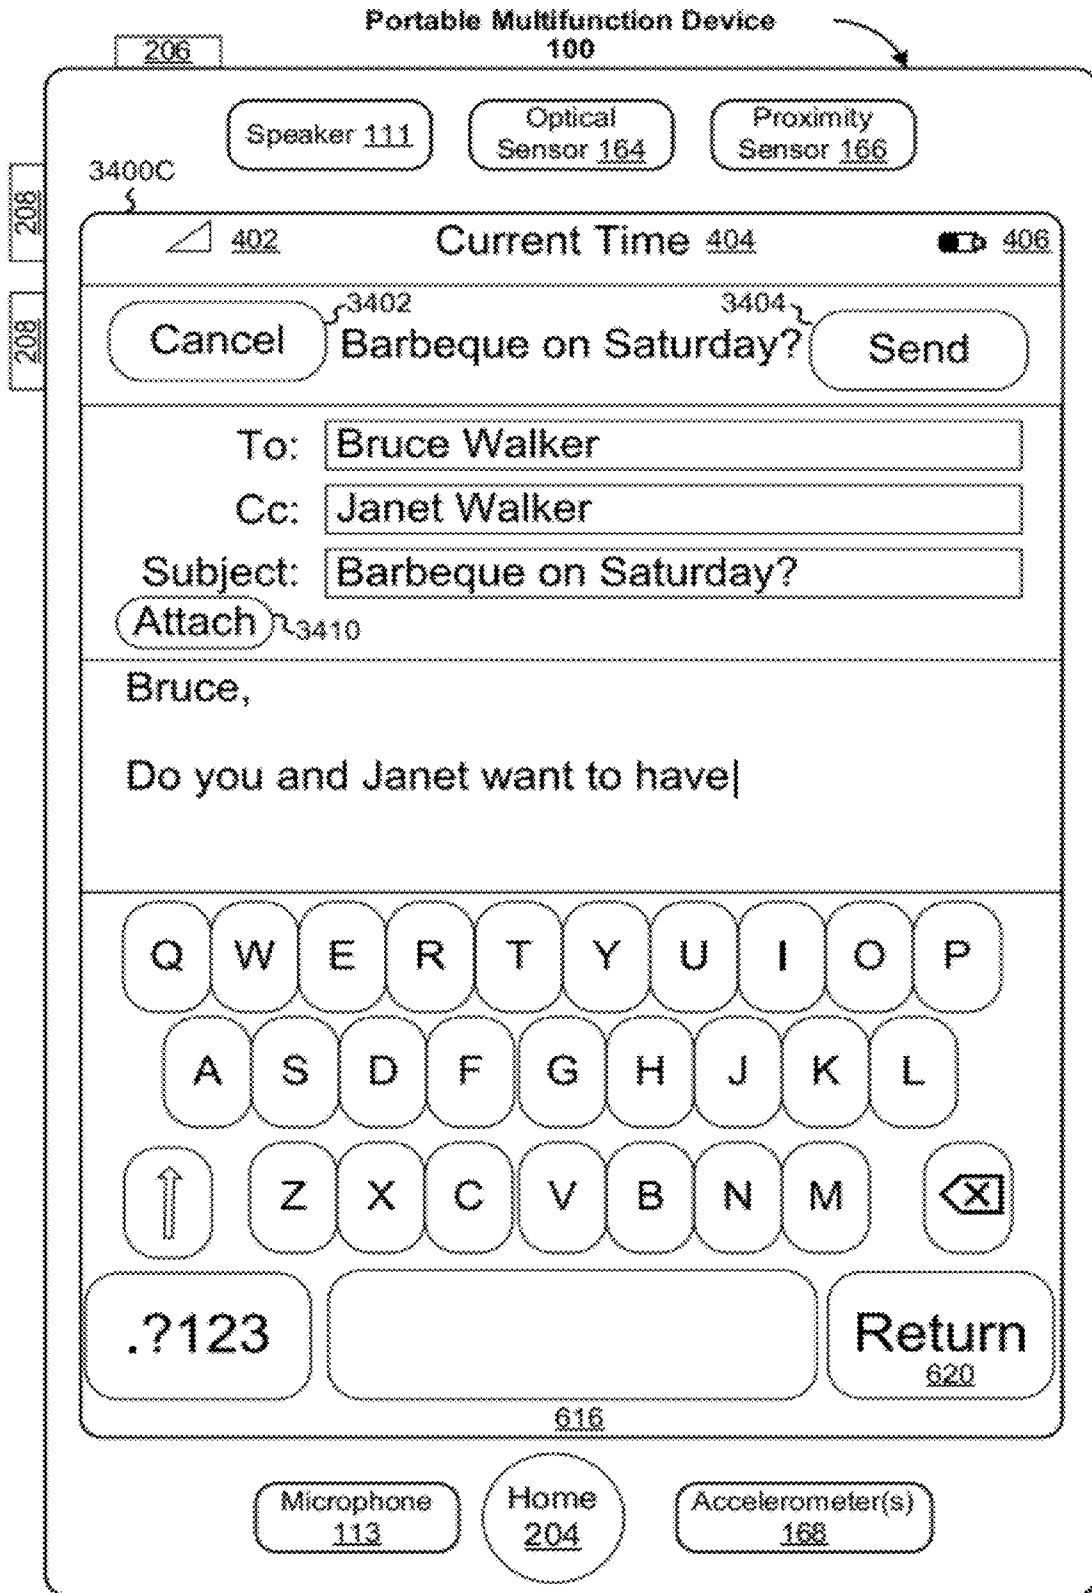 Portable Multifunction Device
100
206
Speaker 111
Optical
Sensor 164
Proximity
Sensor 166
3400C
208
208
402
Current Time 404
406
Cancel
3402
Barbeque on Saturday?
3404
Send
To:
Bruce Walker
Cc:
Janet Walker
Subject:
Barbeque on Saturday?
Attach
3410
Bruce,
Do you and Janet want to have
Q W E R T Y U I O P
A S D F G H J K L
Z X C V B N M
.?123
Return
620
616
Microphone
113
Home
204
Accelerometer(s)
168